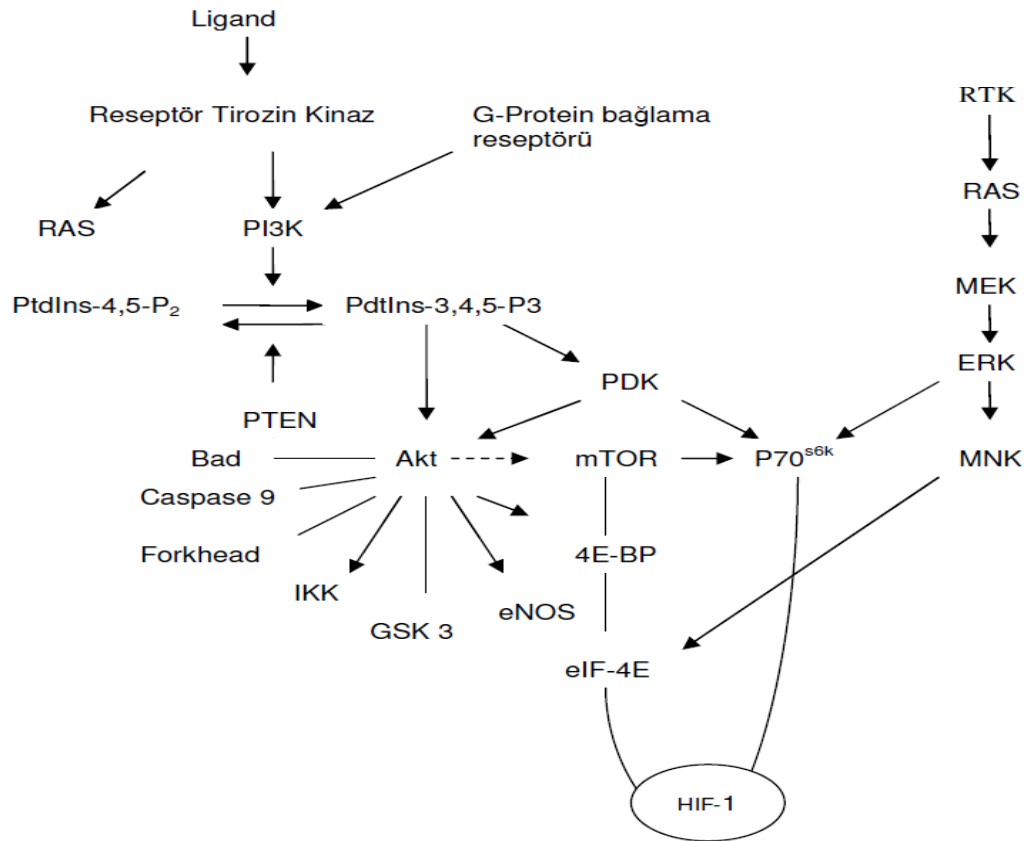 Ligand
Reseptör Tirozin Kinaz
G-Protein bağlama
reseptörü
RTK
RAS
PI3K
RAS
PtdIns-4,5-P₂
PdtIns-3,4,5-P3
MEK
PDK
ERK
PTEN
Bad
Akt
mTOR
P70ˢ⁶ᵏ
MNK
Caspase 9
Forkhead
4E-BP
IKK
GSK 3
eNOS
eIF-4E
HIF-1